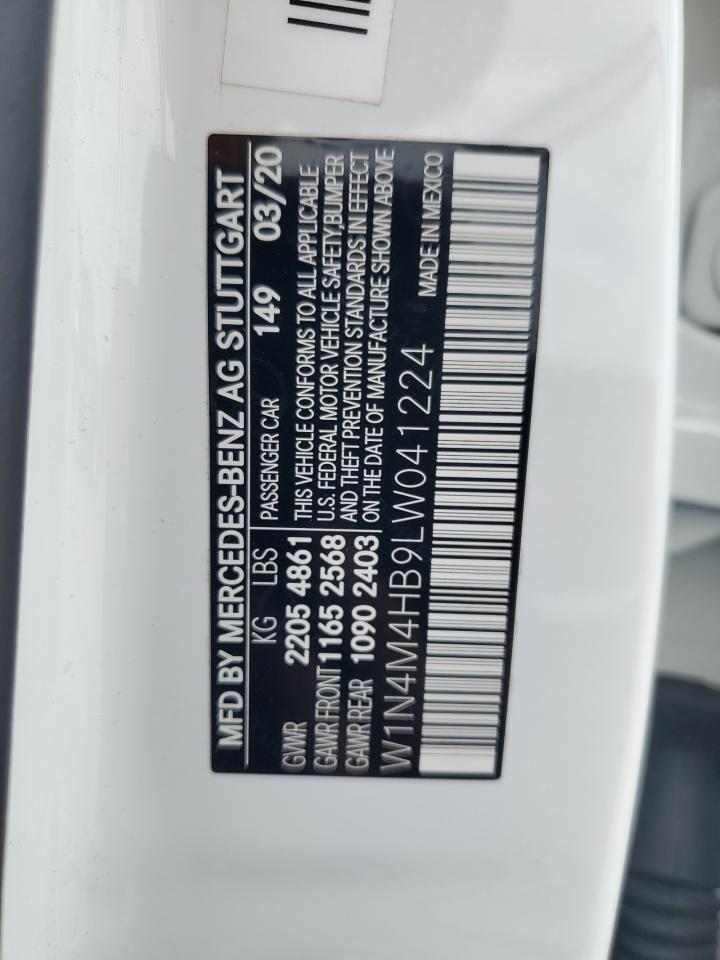 MFD BY MERCEDES-BENZ AG STUTTGART
KG LBS PASSENGER CAR 149 03/20
GVWR 2205 4861 THIS VEHICLE CONFORMS TO ALL APPLICABLE
GAWR FRONT 1165 2568 U.S. FEDERAL MOTOR VEHICLE SAFETY,BUMPER
GAWR REAR 1090 2403 AND THEFT PREVENTION STANDARDS IN EFFECT
ON THE DATE OF MANUFACTURE SHOWN ABOVE
W1N4M4HB9LW041224 MADE IN MEXICO